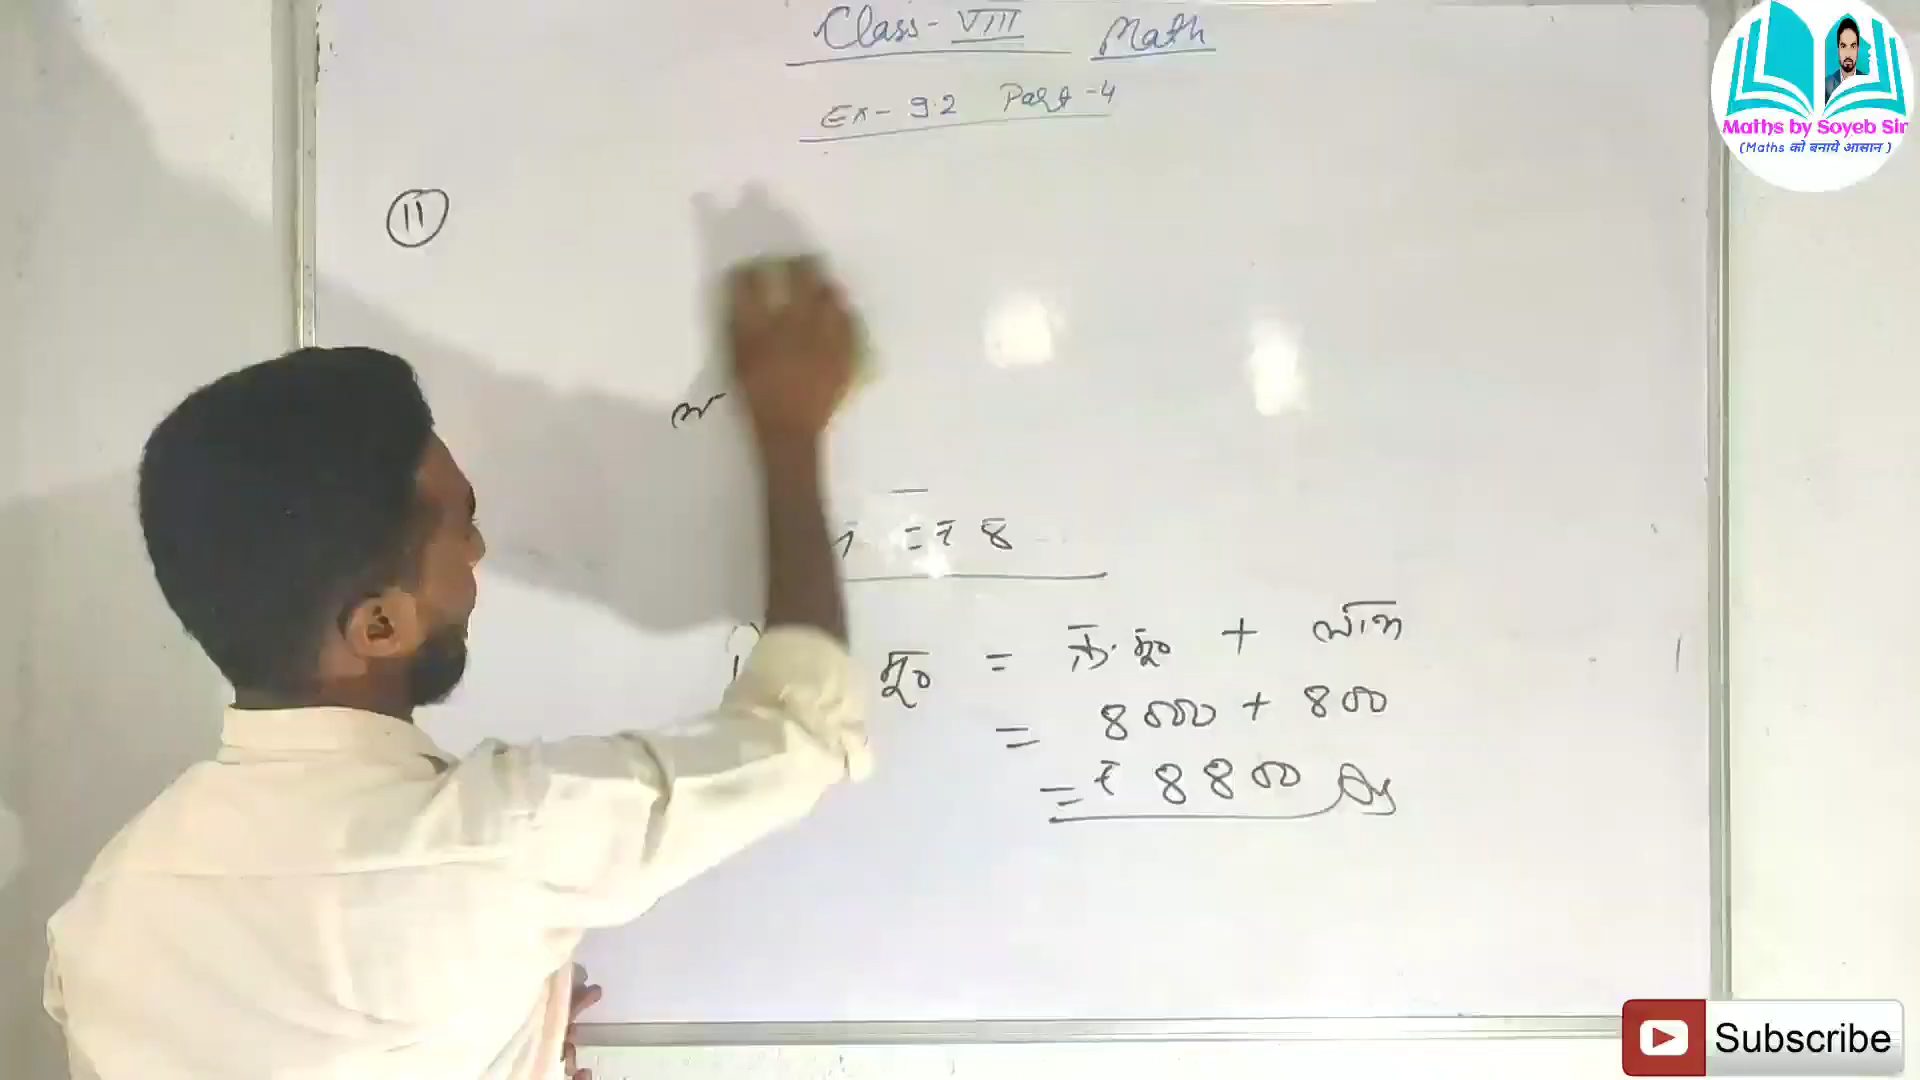 Class - VIII Math
Ex - 9.2 Part - 4
Maths by Soyeb Sir
(Maths को बनाये आसान )
11
= ₹ 8
मू० = क्र. मू० + लाभ
= 8000 + 800
= ₹ 8800 Ans
Subscribe